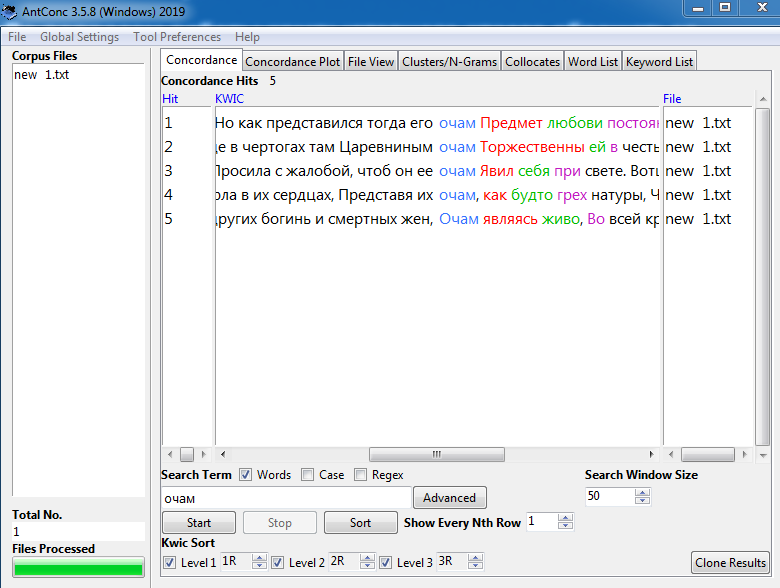 AntConc 3.5.8 (Windows) 2019
File Global Settings Tool Preferences Help
Corpus Files
new 1.txt
Total No.
1
Files Processed
Concordance Concordance Plot File View Clusters/N-Grams Collocates Word List Keyword List
Concordance Hits 5
Hit KWIC File
1 Но как представился тогда его очам Предмет любови new 1.txt
2 в чертогах там Царевниным очам Торжественны ей в честь new 1.txt
3 Просила с жалобой, чтоб он ее очам Явил себя при свете. new 1.txt
4 в их сердцах, Представя их очам, как будто грех натуры, new 1.txt
5 других богинь и смертных жен, Очам являясь живо, Во всей new 1.txt
Search Term Words Case Regex Search Window Size
очам Advanced 50
Start Stop Sort Show Every Nth Row 1
Kwic Sort
Level 1 1R Level 2 2R Level 3 3R Clone Results